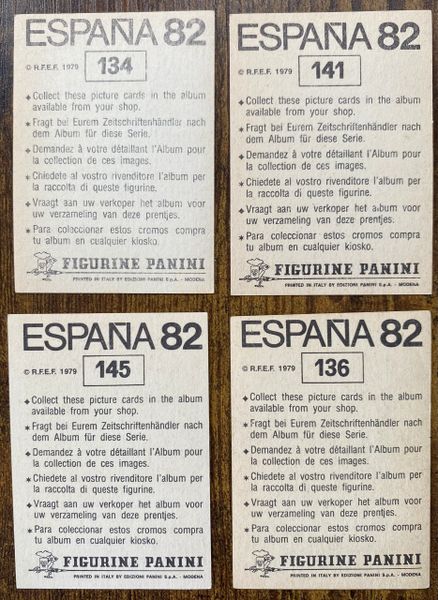 ESPAÑA 82
© R.F.E.F. 1979
134
✦ Collect these picture cards in the album
available from your shop.
✶ Fragt bei Eurem Zeitschriftenhändler nach
dem Album für diese Serie.
✦ Demandez à votre détaillant l'Album pour
la collection de ces images.
✶ Chiedete al vostro rivenditore l'album per
la raccolta di queste figurine.
✦ Vraagt aan uw verkoper het album voor
uw verzameling van deze prentjes.
✶ Para coleccionar estos cromos compra
tu album en cualquier kiosko.
FIGURINE PANINI
PRINTED IN ITALY BY EDIZIONI PANINI S.p.A. - MODENA
ESPAÑA 82
© R.F.E.F. 1979
141
✦ Collect these picture cards in the album
available from your shop.
✶ Fragt bei Eurem Zeitschriftenhändler nach
dem Album für diese Serie.
✦ Demandez à votre détaillant l'Album pour
la collection de ces images.
✶ Chiedete al vostro rivenditore l'album per
la raccolta di queste figurine.
✦ Vraagt aan uw verkoper het album voor
uw verzameling van deze prentjes.
✶ Para coleccionar estos cromos compra
tu album en cualquier kiosko.
FIGURINE PANINI
PRINTED IN ITALY BY EDIZIONI PANINI S.p.A. - MODENA
ESPAÑA 82
© R.F.E.F. 1979
145
✦ Collect these picture cards in the album
available from your shop.
✶ Fragt bei Eurem Zeitschriftenhändler nach
dem Album für diese Serie.
✦ Demandez à votre détaillant l'Album pour
la collection de ces images.
✶ Chiedete al vostro rivenditore l'album per
la raccolta di queste figurine.
✦ Vraagt aan uw verkoper het album voor
uw verzameling van deze prentjes.
✶ Para coleccionar estos cromos compra
tu album en cualquier kiosko.
FIGURINE PANINI
PRINTED IN ITALY BY EDIZIONI PANINI S.p.A. - MODENA
ESPAÑA 82
© R.F.E.F. 1979
136
✦ Collect these picture cards in the album
available from your shop.
✶ Fragt bei Eurem Zeitschriftenhändler nach
dem Album für diese Serie.
✦ Demandez à votre détaillant l'Album pour
la collection de ces images.
✶ Chiedete al vostro rivenditore l'album per
la raccolta di queste figurine.
✦ Vraagt aan uw verkoper het album voor
uw verzameling van deze prentjes.
✶ Para coleccionar estos cromos compra
tu album en cualquier kiosko.
FIGURINE PANINI
PRINTED IN ITALY BY EDIZIONI PANINI S.p.A. - MODENA